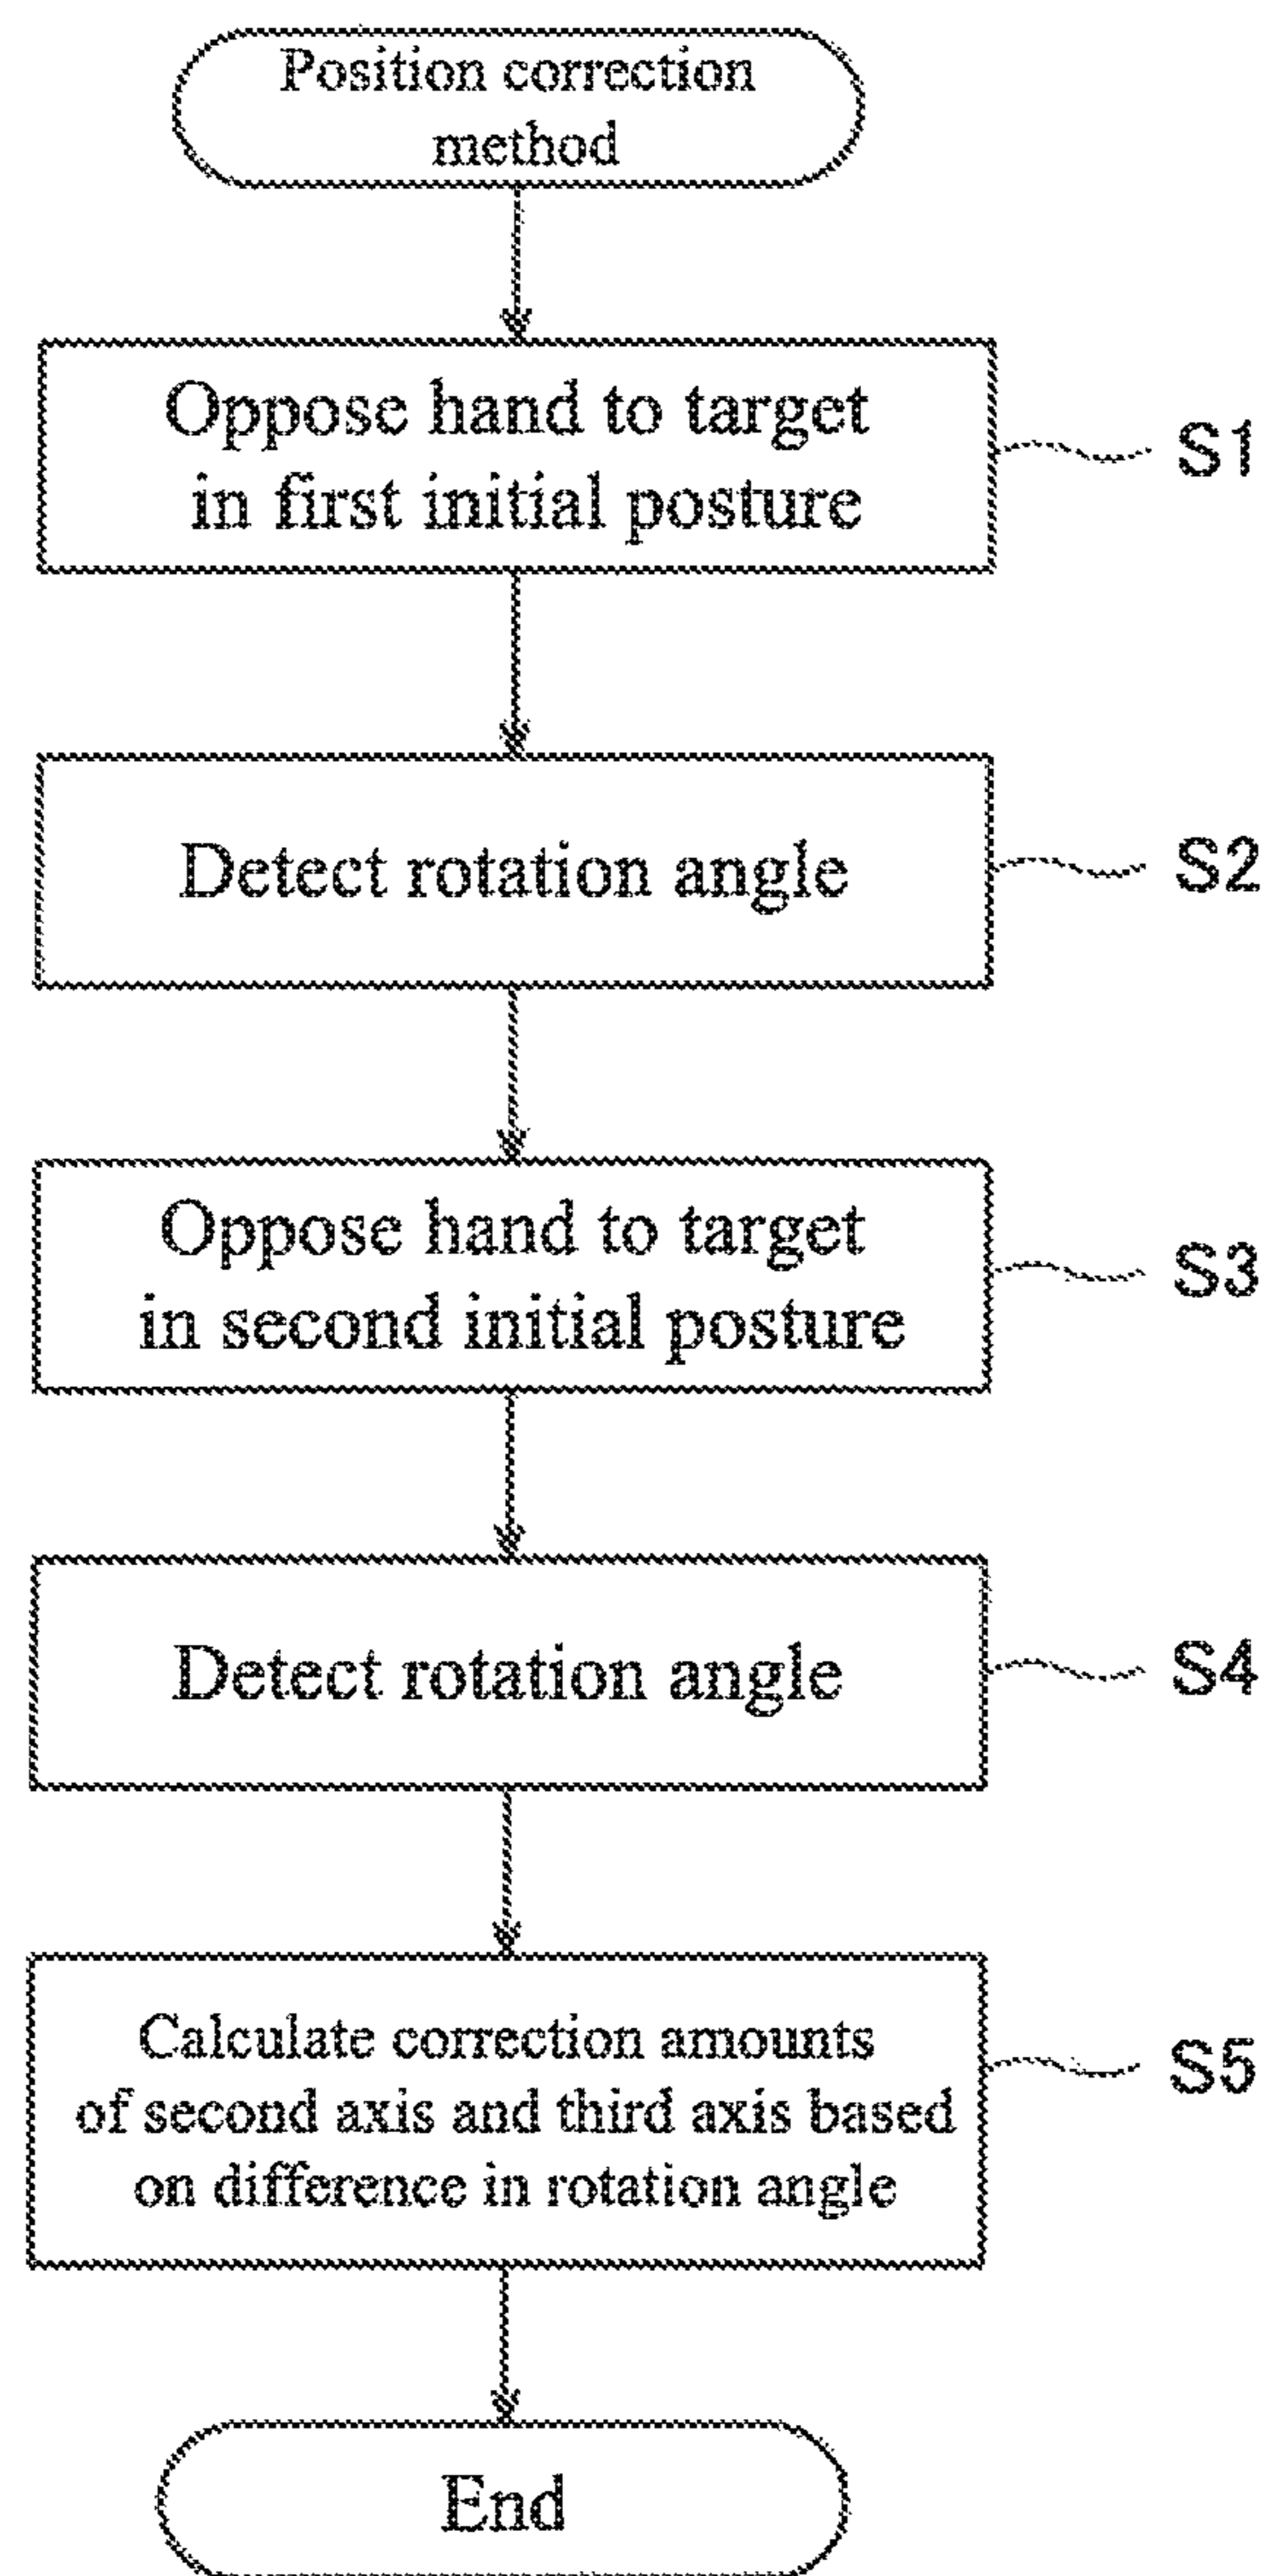 Position correction
method
Oppose hand to target
in first initial posture
S1
Detect rotation angle
S2
Oppose hand to target
in second initial posture
S3
Detect rotation angle
S4
Calculate correction amounts
of second axis and third axis based
on difference in rotation angle
S5
End